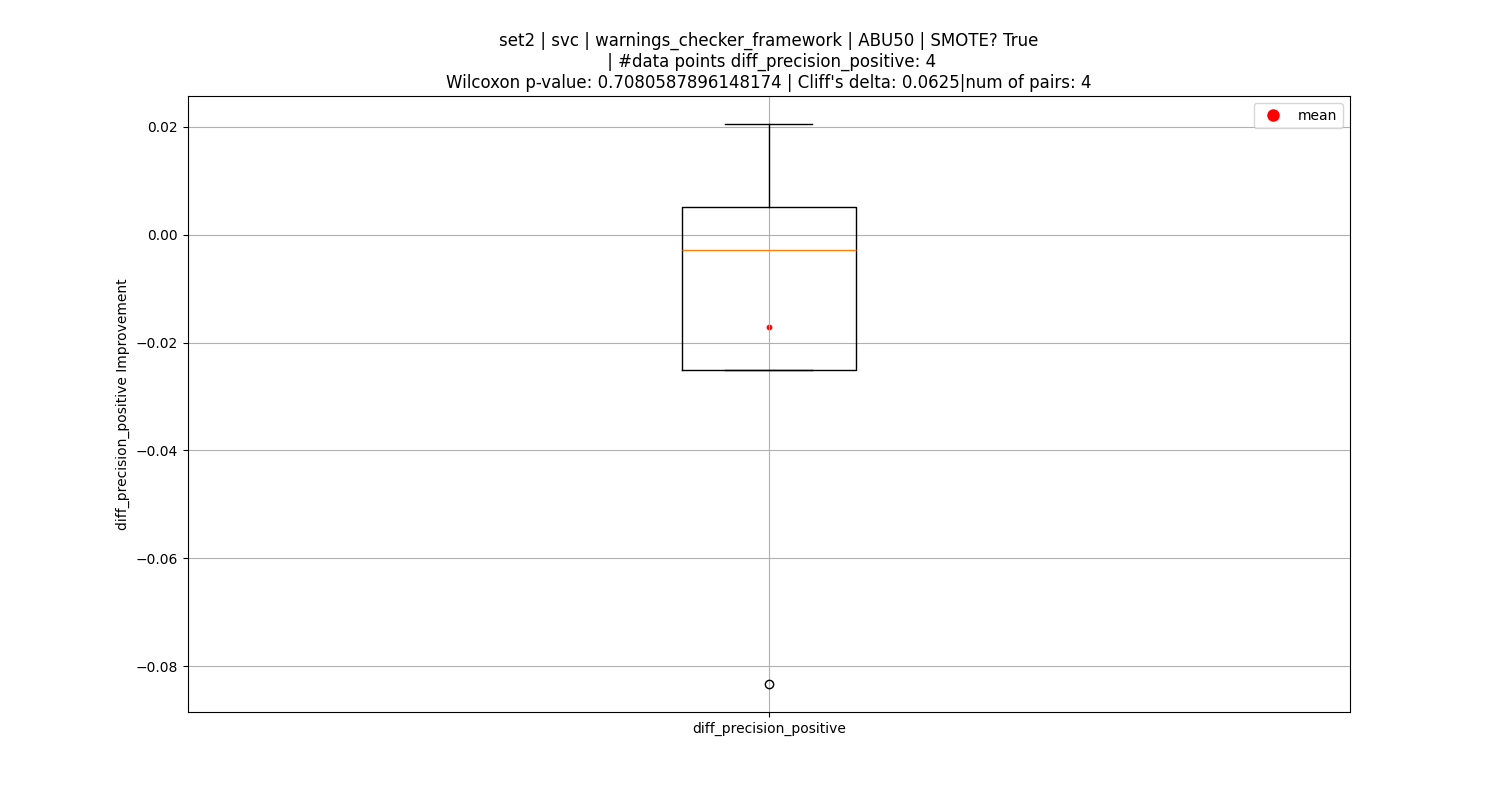 set2 | svc | warnings_checker_framework | ABU50 | SMOTE? True
| #data points diff_precision_positive: 4
Wilcoxon p-value: 0.7080587896148174 | Cliff's delta: 0.0625|num of pairs: 4
mean
0.02
0.00
−0.02
−0.04
−0.06
−0.08
diff_precision_positive Improvement
diff_precision_positive